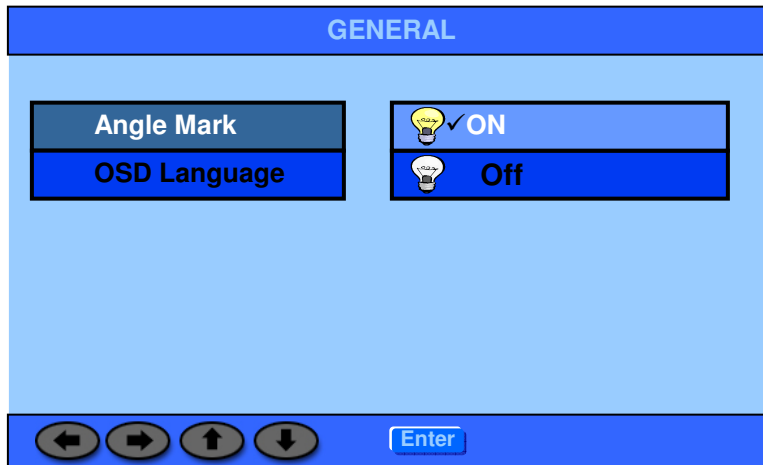 GENERAL
Angle Mark
✓ON
OSD Language
Off
Enter